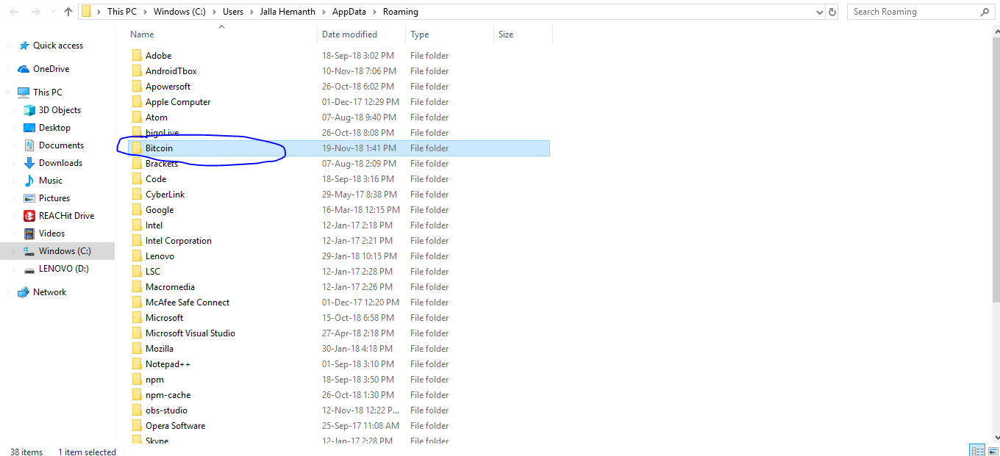 This PC > Windows (C:) > Users > Jalla Hemanth > AppData > Roaming
Search Roaming
Name Date modified Type Size
Quick access
OneDrive
This PC
3D Objects
Desktop
Documents
Downloads
Music
Pictures
REACHit Drive
Videos
Windows (C:)
LENOVO (D:)
Network
Adobe 18-Sep-18 3:02 PM File folder
AndroidTbox 10-Nov-18 7:06 PM File folder
Apowersoft 26-Oct-18 6:02 PM File folder
Apple Computer 01-Dec-17 12:29 PM File folder
Atom 07-Aug-18 9:40 PM File folder
bigoLive 26-Oct-18 8:08 PM File folder
Bitcoin 19-Nov-18 1:41 PM File folder
Brackets 07-Aug-18 2:09 PM File folder
Code 18-Sep-18 3:16 PM File folder
CyberLink 29-May-17 8:38 PM File folder
Google 16-Mar-18 12:15 PM File folder
Intel 12-Jan-17 2:18 PM File folder
Intel Corporation 12-Jan-17 2:21 PM File folder
Lenovo 29-Jan-18 10:15 PM File folder
LSC 12-Jan-17 2:28 PM File folder
Macromedia 12-Jan-17 2:26 PM File folder
McAfee Safe Connect 01-Dec-17 12:20 PM File folder
Microsoft 15-Oct-18 6:58 PM File folder
Microsoft Visual Studio 27-Apr-18 2:18 PM File folder
Mozilla 30-Jan-18 4:18 PM File folder
Notepad++ 01-Sep-18 3:10 PM File folder
npm 18-Sep-18 3:50 PM File folder
npm-cache 26-Oct-18 1:30 PM File folder
obs-studio 12-Nov-18 12:22 P... File folder
Opera Software 25-Sep-17 11:08 AM File folder
Skype 12-Jan-17 2:28 PM File folder
38 items 1 item selected